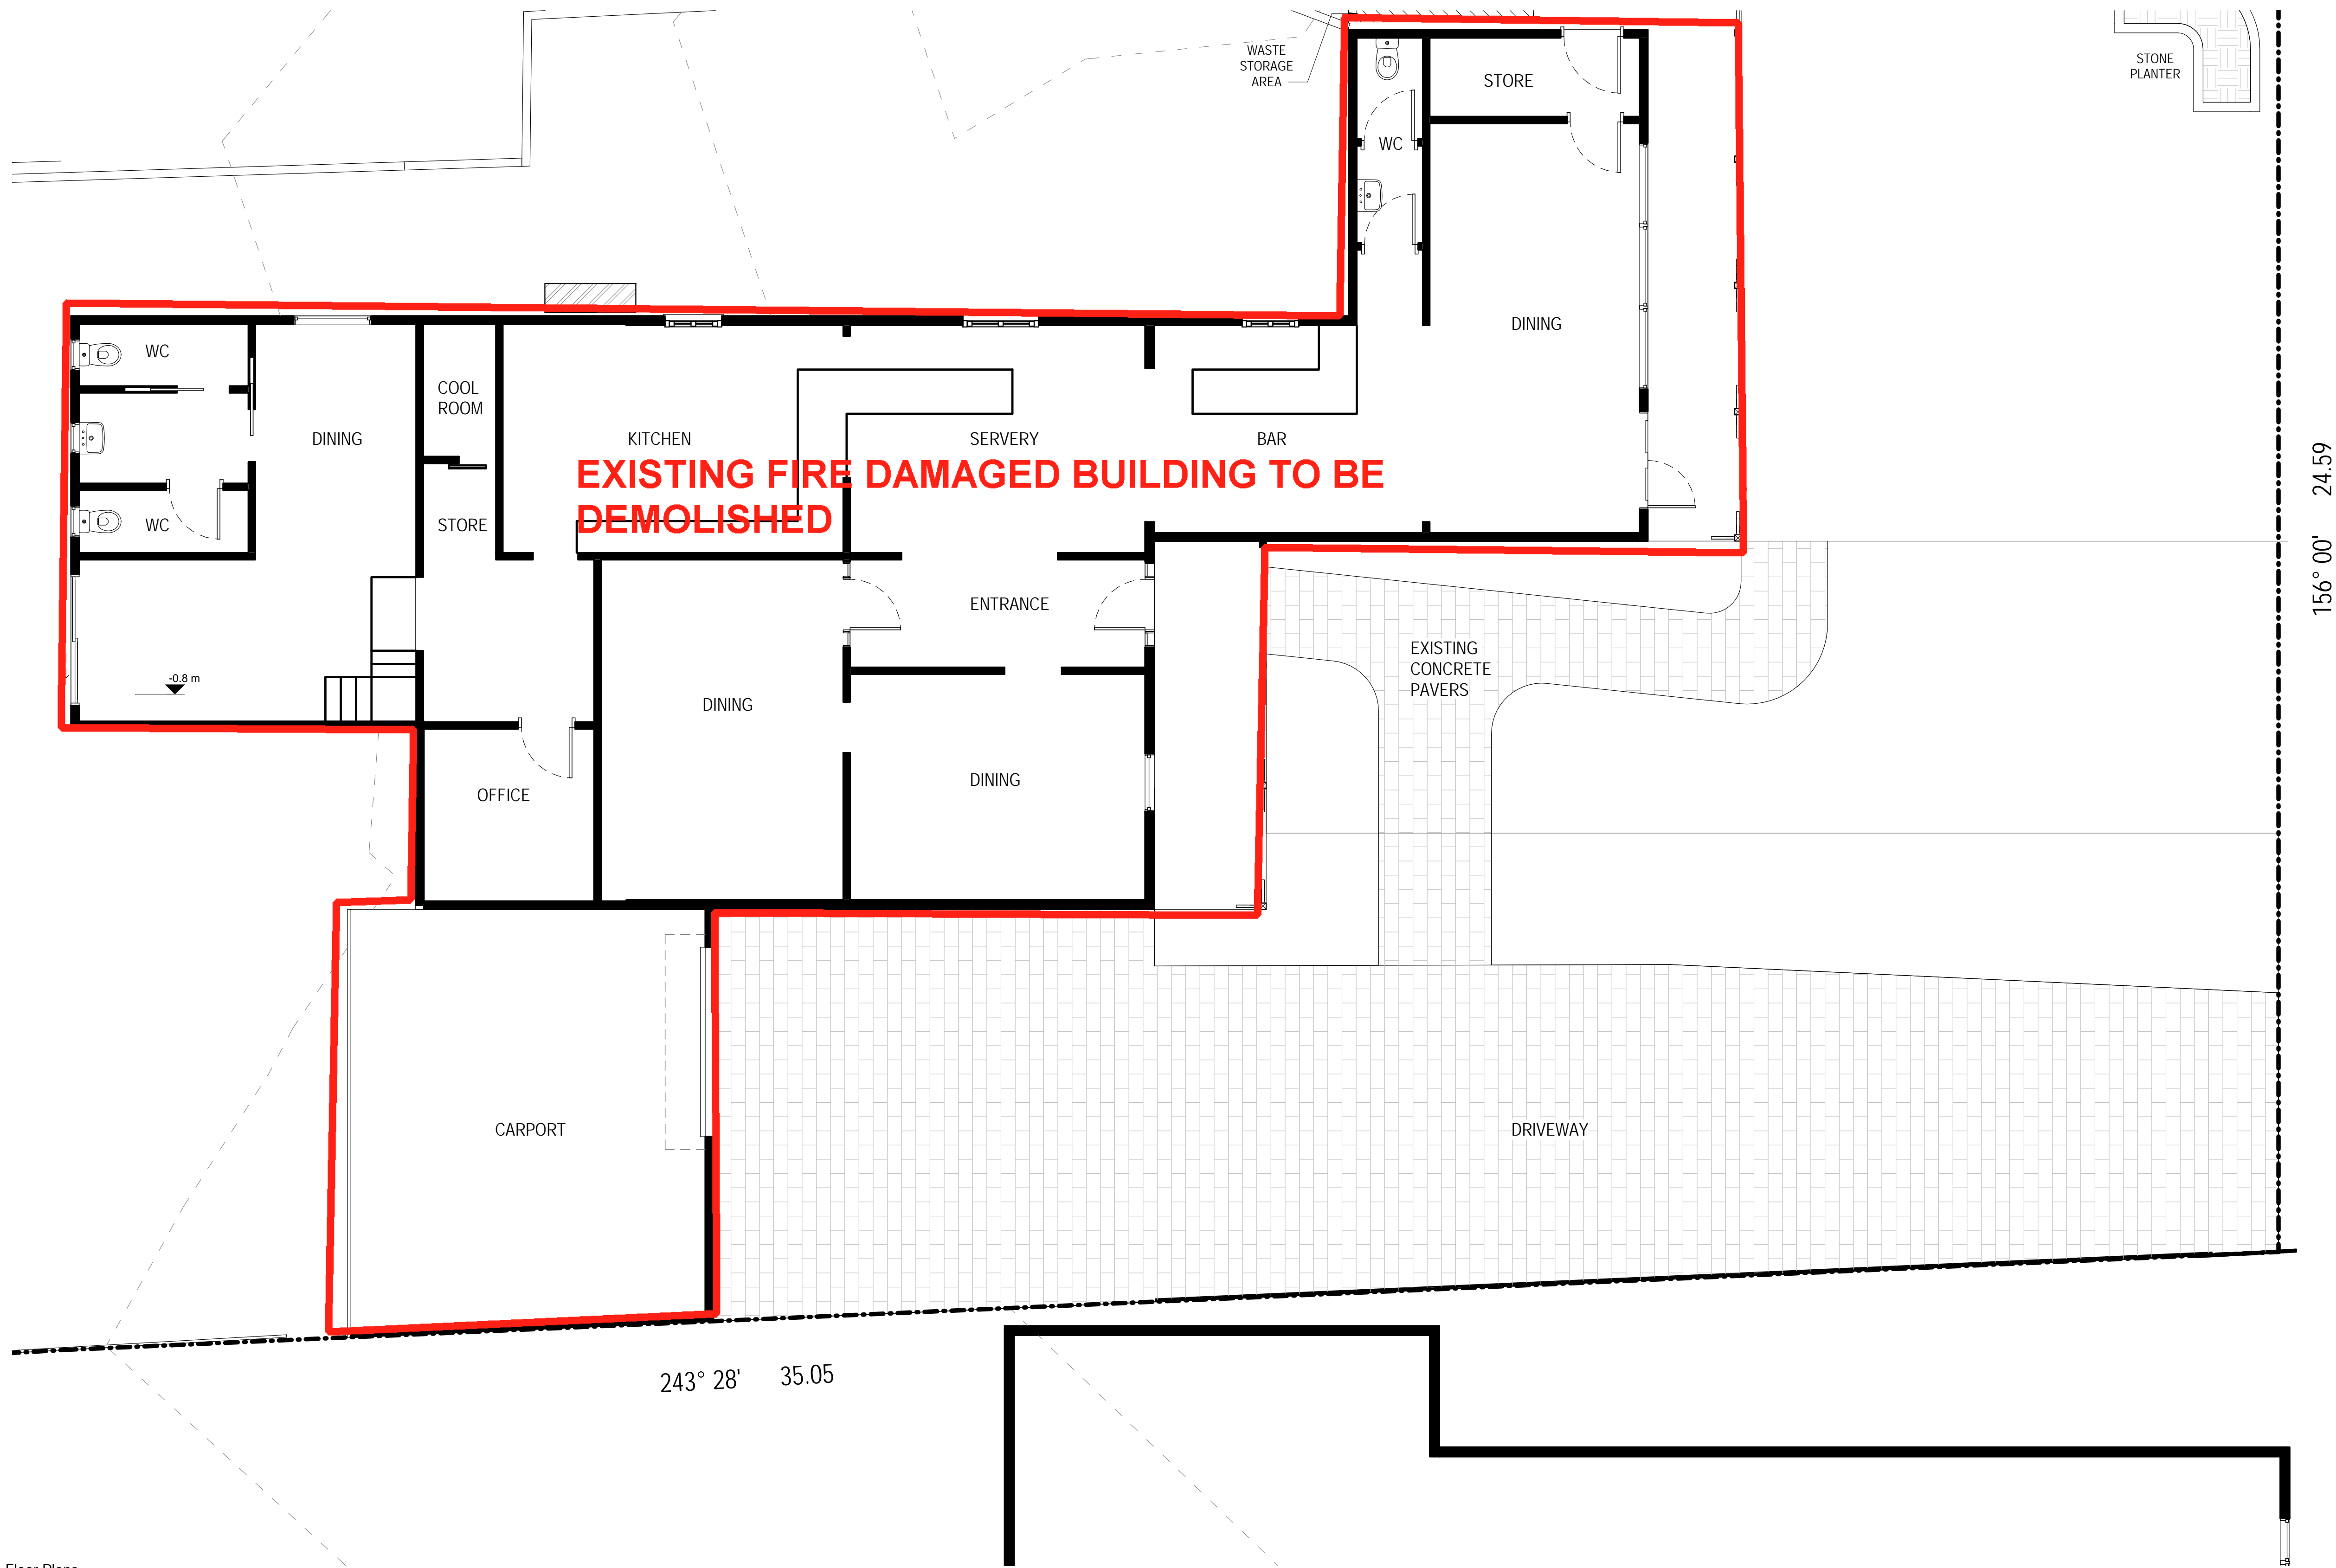 WASTE
STORAGE
AREA
STORE
STONE
PLANTER
WC
DINING
WC
COOL
ROOM
DINING
KITCHEN
SERVERY
BAR
EXISTING FIRE DAMAGED BUILDING TO BE
DEMOLISHED
WC
STORE
24.59
156° 00'
ENTRANCE
EXISTING
CONCRETE
PAVERS
-0.8 m
DINING
DINING
OFFICE
CARPORT
DRIVEWAY
243° 28' 35.05
Floor Plans